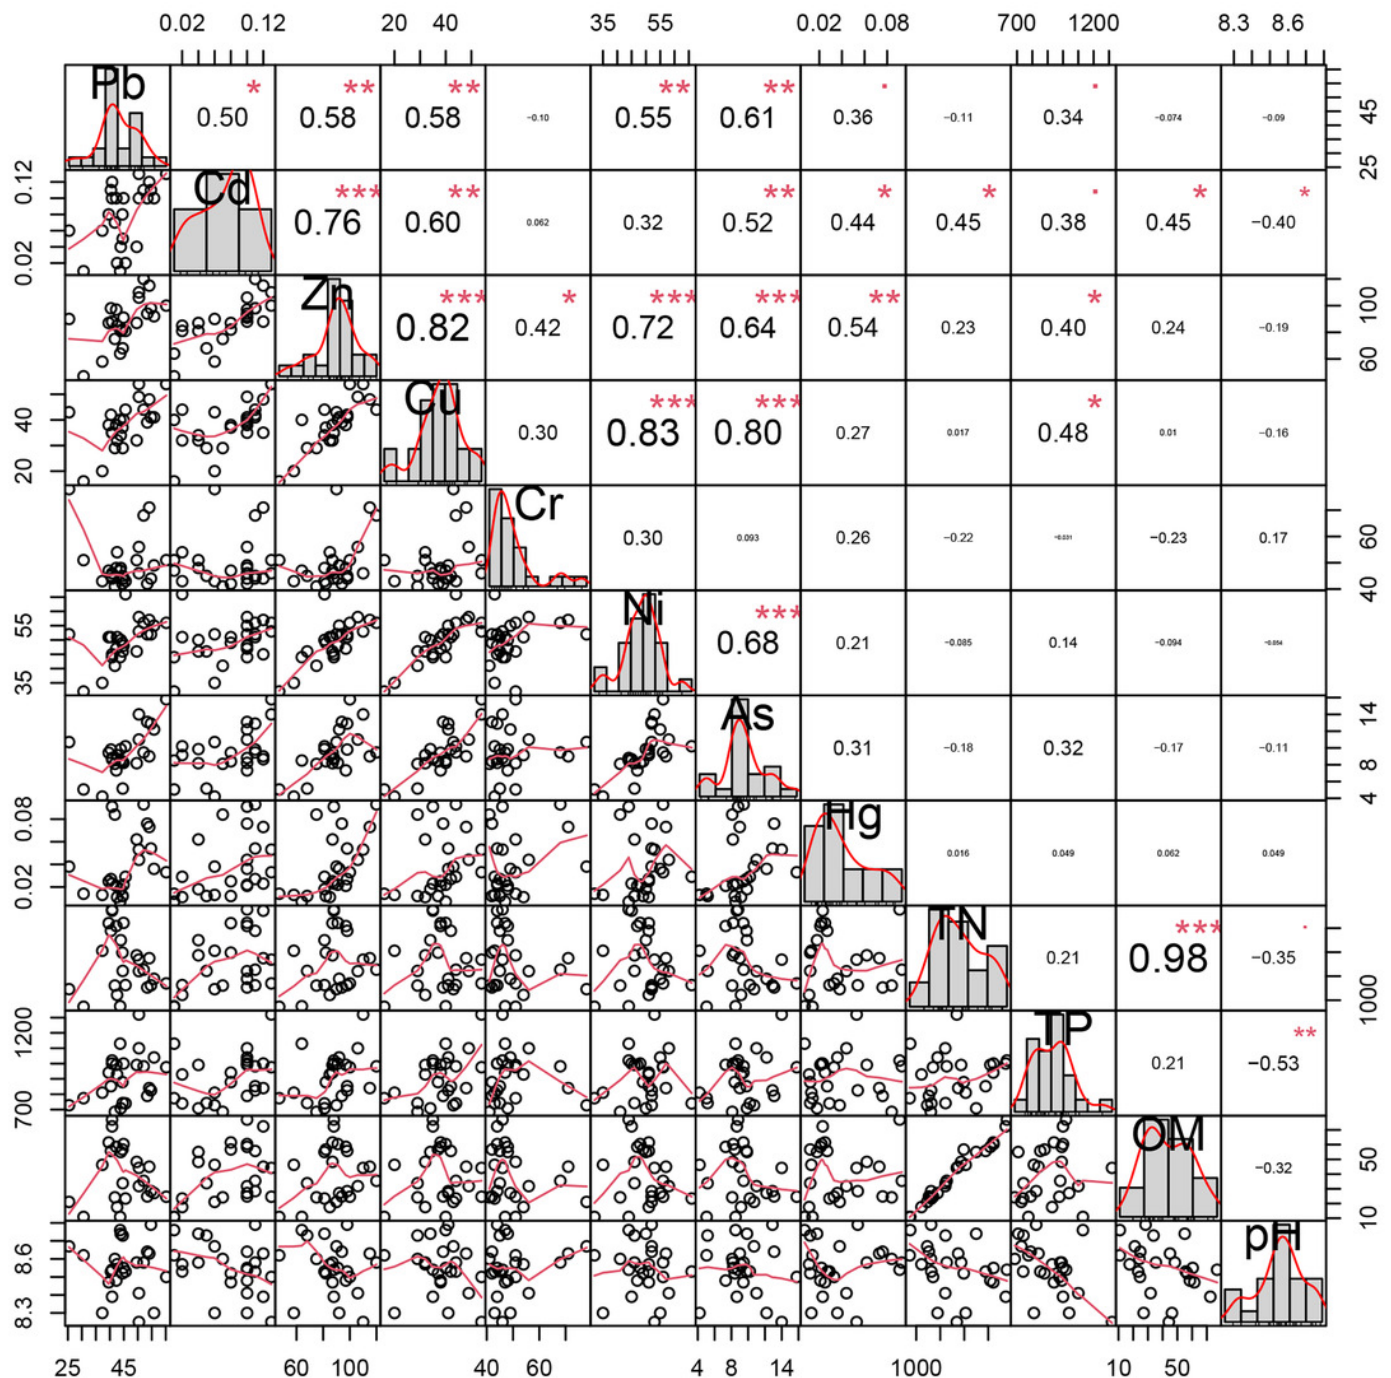 0.02 0.12 20 40 35 55 0.02 0.08 700 1200 8.3 8.6
Pb * ** ** ** ** . .
0.50 0.58 0.58 −0.10 0.55 0.61 0.36 −0.11 0.34 −0.074 −0.09
25 45
0.02 0.12
Cd *** ** ** * * . * *
0.76 0.60 0.062 0.32 0.52 0.44 0.45 0.38 0.45 −0.40
Zn *** * *** *** ** *
0.82 0.42 0.72 0.64 0.54 0.23 0.40 0.24 −0.19
60 100
20 40
Cu *** *** *
0.30 0.83 0.80 0.27 0.017 0.48 0.01 −0.16
Cr
0.30 0.093 0.26 −0.22 −0.031 −0.23 0.17
40 60
35 55
Ni ***
0.68 0.21 −0.085 0.14 −0.094 −0.054
As
0.31 −0.18 0.32 −0.17 −0.11
4 8 14
0.02 0.08
Hg
0.016 0.049 0.062 0.049
TN *** .
0.21 0.98 −0.35
1000
700 1200
TP **
0.21 −0.53
OM
−0.32
10 50
8.3 8.6
pH
25 45 60 100 40 60 4 8 14 1000 10 50